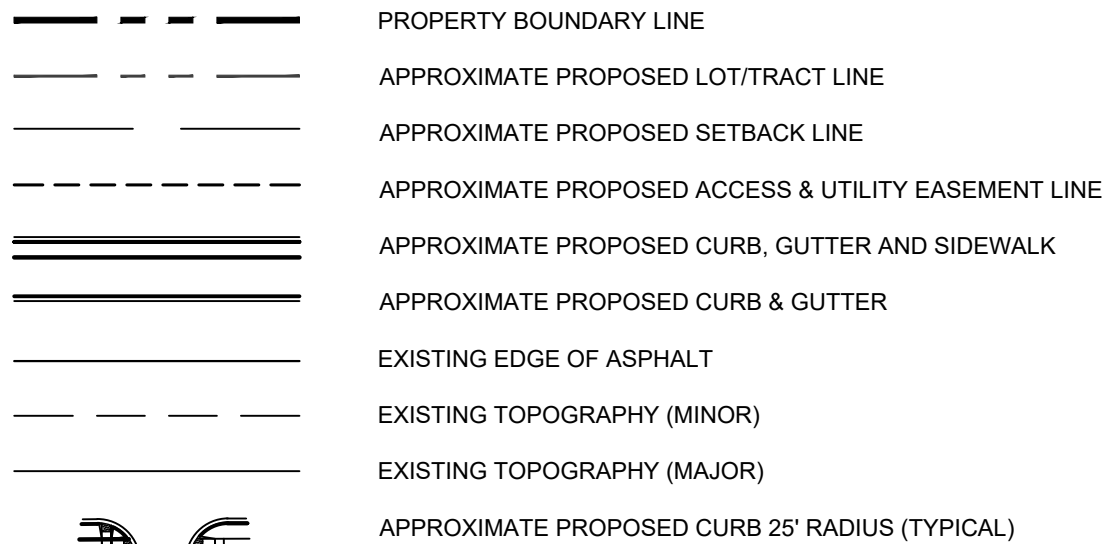 PROPERTY BOUNDARY LINE
APPROXIMATE PROPOSED LOT/TRACT LINE
APPROXIMATE PROPOSED SETBACK LINE
APPROXIMATE PROPOSED ACCESS & UTILITY EASEMENT LINE
APPROXIMATE PROPOSED CURB, GUTTER AND SIDEWALK
APPROXIMATE PROPOSED CURB & GUTTER
EXISTING EDGE OF ASPHALT
EXISTING TOPOGRAPHY (MINOR)
EXISTING TOPOGRAPHY (MAJOR)
APPROXIMATE PROPOSED CURB 25' RADIUS (TYPICAL)